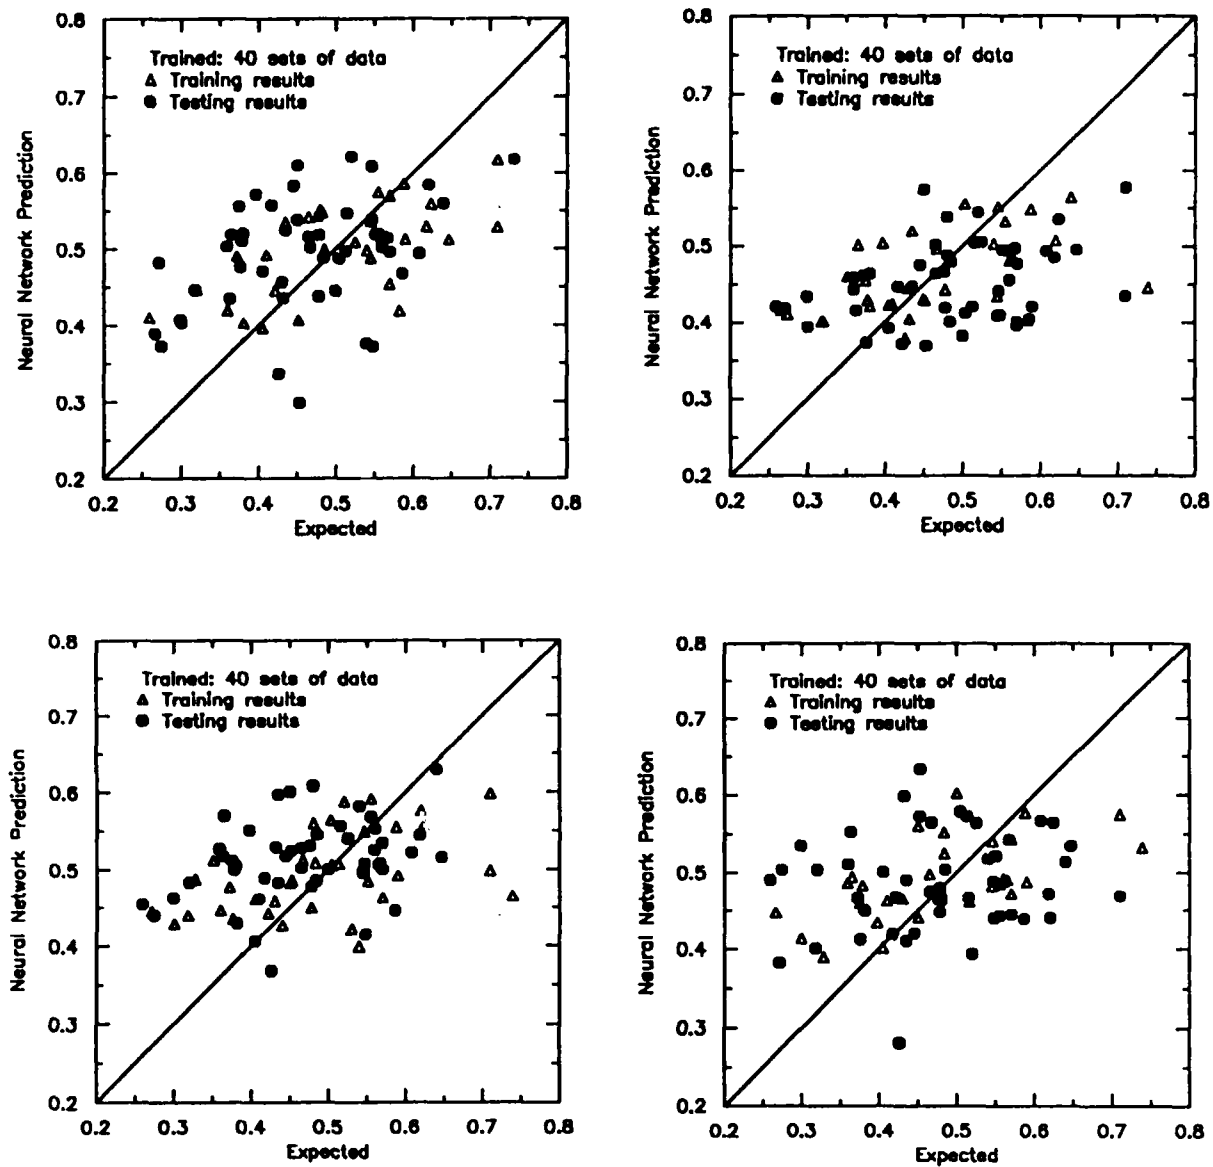 0.8
Trained: 40 sets of data
Training results
Testing results
0.7
0.6
0.5
0.4
0.3
0.2
Neural Network Prediction
0.2 0.3 0.4 0.5 0.6 0.7 0.8
Expected
0.8
Trained: 40 sets of data
Training results
Testing results
0.7
0.6
0.5
0.4
0.3
0.2
Neural Network Prediction
0.2 0.3 0.4 0.5 0.6 0.7 0.8
Expected
0.8
Trained: 40 sets of data
Training results
Testing results
0.7
0.6
0.5
0.4
0.3
0.2
Neural Network Prediction
0.2 0.3 0.4 0.5 0.6 0.7 0.8
Expected
0.8
Trained: 40 sets of data
Training results
Testing results
0.7
0.6
0.5
0.4
0.3
0.2
Neural Network Prediction
0.2 0.3 0.4 0.5 0.6 0.7 0.8
Expected